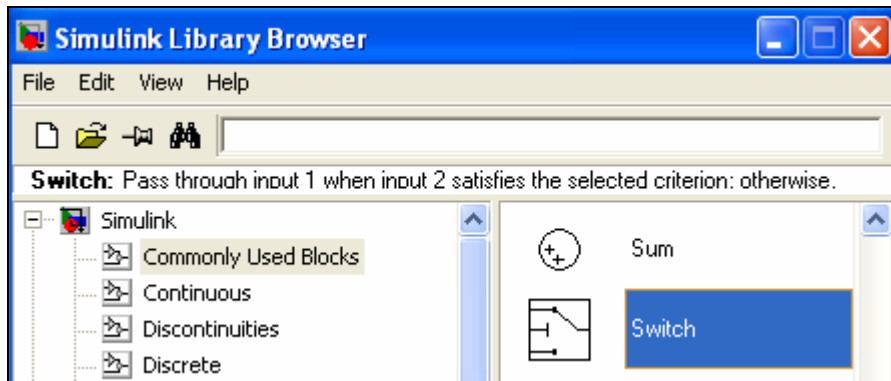 Simulink Library Browser
File Edit View Help
Switch: Pass through input 1 when input 2 satisfies the selected criterion: otherwise.
Simulink
Commonly Used Blocks
Continuous
Discontinuities
Discrete
Sum
Switch